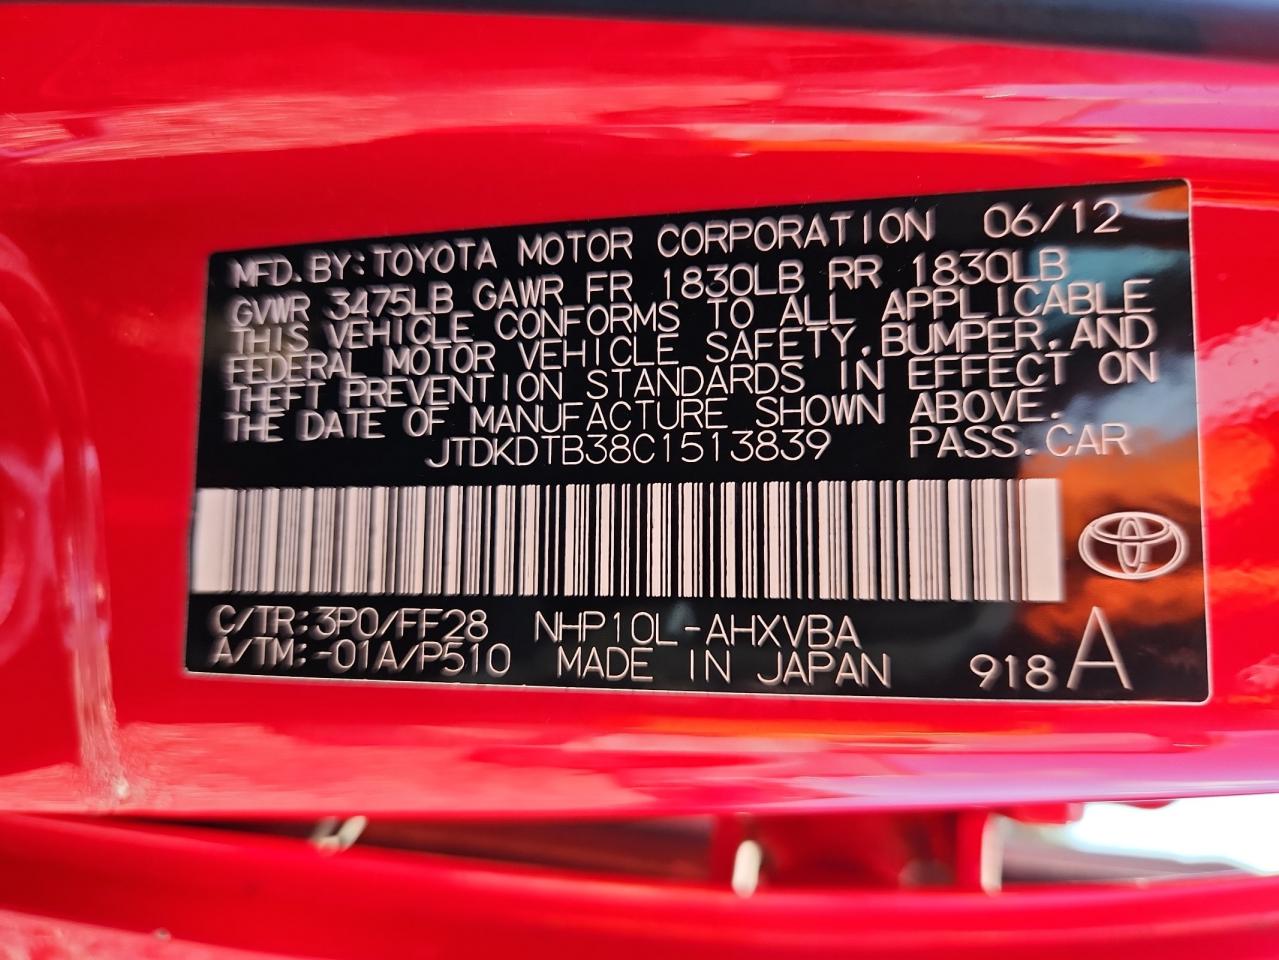 MFD. BY: TOYOTA MOTOR CORPORATION 06/12
GVWR 3475LB GAWR FR 1830LB RR 1830LB
THIS VEHICLE CONFORMS TO ALL APPLICABLE
FEDERAL MOTOR VEHICLE SAFETY, BUMPER, AND
THEFT PREVENTION STANDARDS IN EFFECT ON
THE DATE OF MANUFACTURE SHOWN ABOVE.
JTDKDTB38C1513839 PASS. CAR
C/TR: 3P0/FF28 NHP10L-AHXVBA
A/TM: -01A/P510 MADE IN JAPAN 918 A